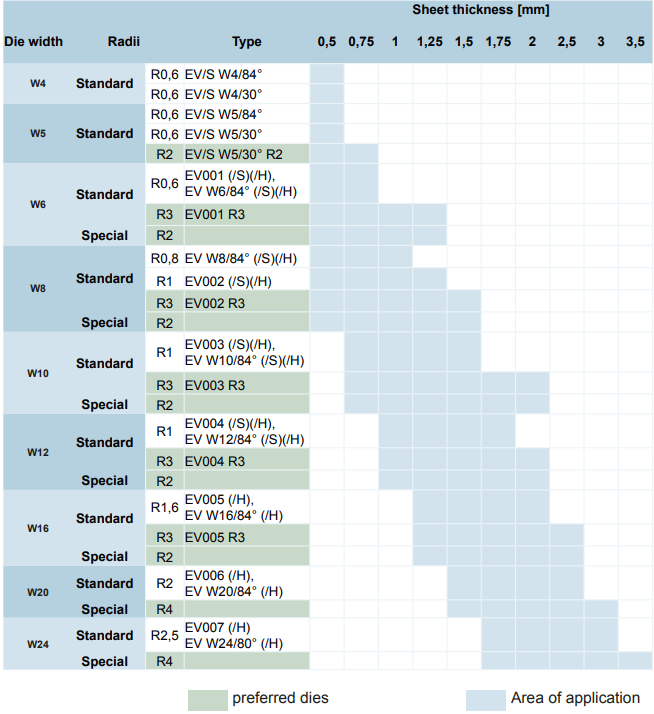 Sheet thickness [mm]
Die width Radii Type 0,5 0,75 1 1,25 1,5 1,75 2 2,5 3 3,5
W4 Standard R0,6 EV/S W4/84°
R0,6 EV/S W4/30°
W5 Standard R0,6 EV/S W5/84°
R0,6 EV/S W5/30°
R2 EV/S W5/30° R2
W6 Standard R0,6 EV001 (/S)(/H),
EV W6/84° (/S)(/H)
R3 EV001 R3
Special R2
W8 Standard R0,8 EV W8/84° (/S)(/H)
R1 EV002 (/S)(/H)
R3 EV002 R3
Special R2
W10 Standard R1 EV003 (/S)(/H),
EV W10/84° (/S)(/H)
R3 EV003 R3
Special R2
W12 Standard R1 EV004 (/S)(/H),
EV W12/84° (/S)(/H)
R3 EV004 R3
Special R2
W16 Standard R1,6 EV005 (/H),
EV W16/84° (/H)
R3 EV005 R3
Special R2
W20 Standard R2 EV006 (/H),
EV W20/84° (/H)
Special R4
W24 Standard R2,5 EV007 (/H)
EV W24/80° (/H)
Special R4
preferred dies Area of application